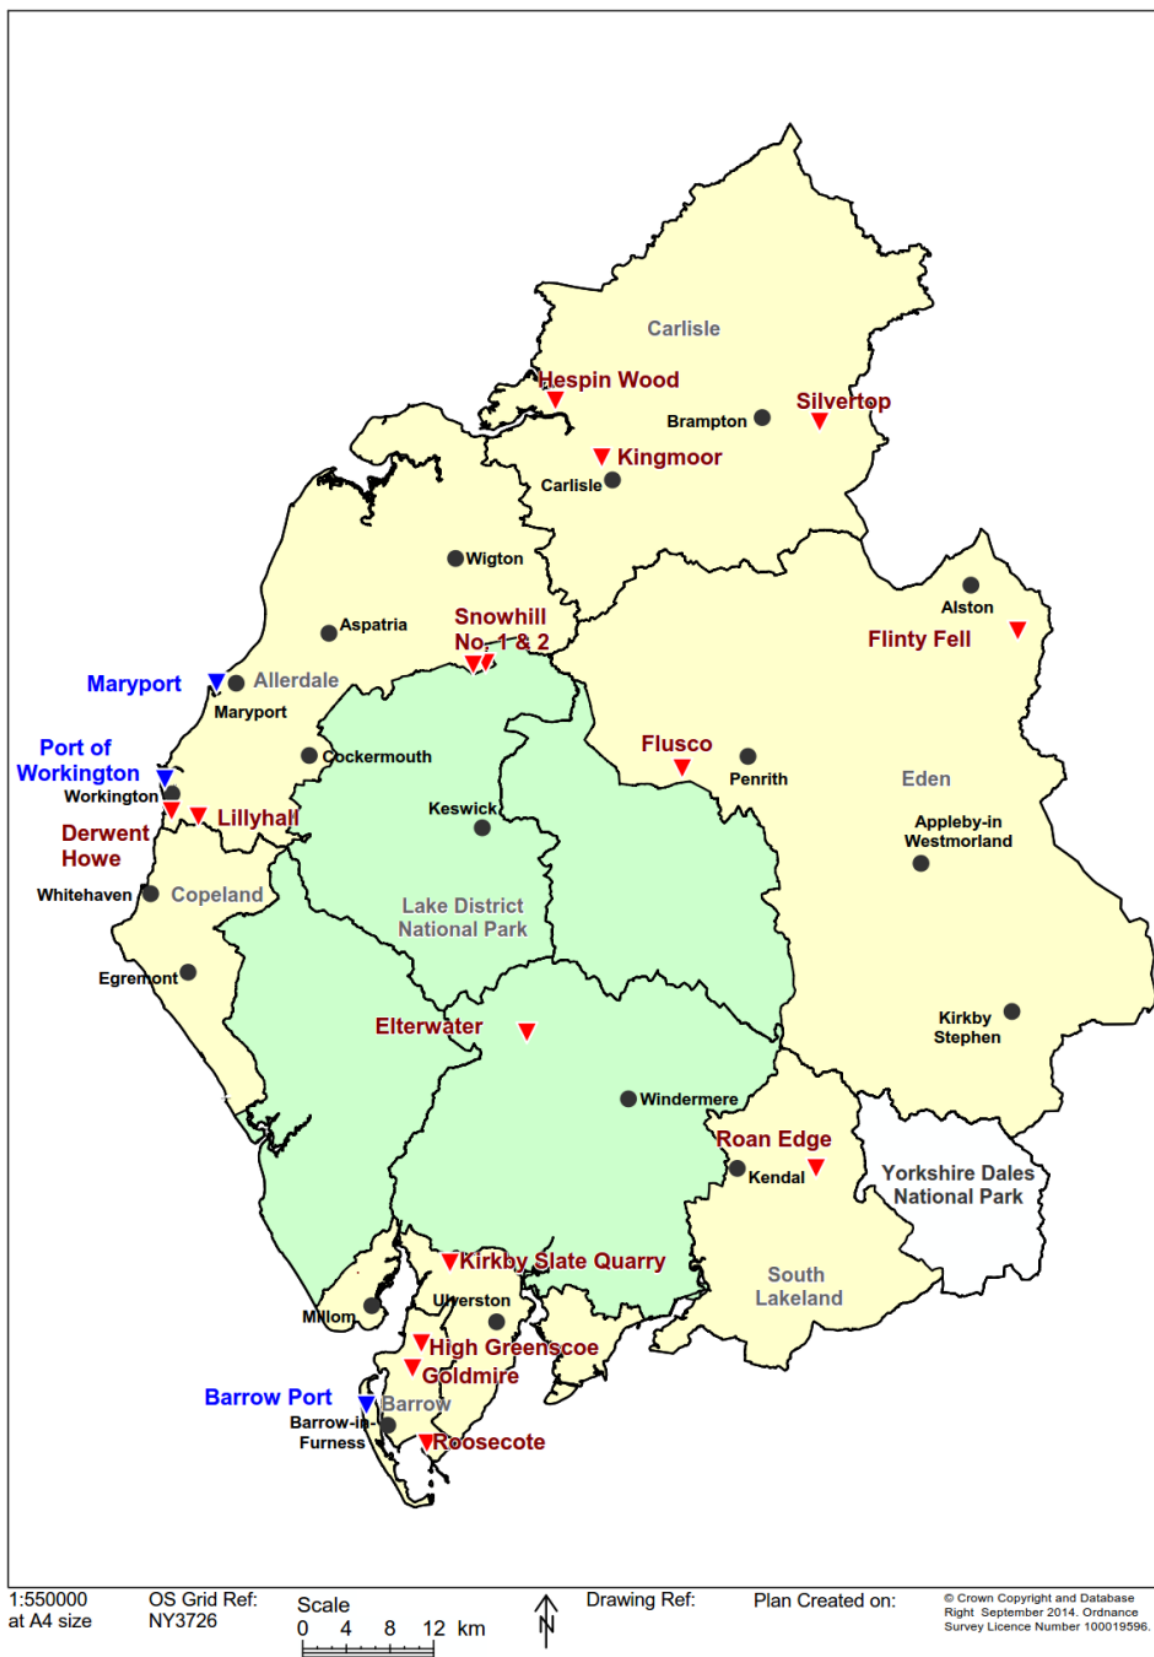 Carlisle
Hespin Wood
Silvertop
Brampton
Kingmoor
Carlisle
Wigton
Alston
Snowhill
No, 1 & 2
Aspatria
Flinty Fell
Maryport
Allerdale
Maryport
Port of
Workington
Flusco
Cockermouth
Penrith
Eden
Workington
Keswick
Lillyhall
Derwent
Howe
Appleby-in
Westmorland
Whitehaven
Copeland
Lake District
National Park
Egremont
Elterwater
Kirkby
Stephen
Windermere
Roan Edge
Kendal
Yorkshire Dales
National Park
Kirkby Slate Quarry
South
Lakeland
Ulverston
Millom
High Greenscoe
Goldmire
Barrow Port
Barrow
Barrow-in-
Furness
Roosecote
1:550000
at A4 size
OS Grid Ref:
NY3726
Scale
0 4 8 12 km
N
Drawing Ref:
Plan Created on:
© Crown Copyright and Database
Right September 2014. Ordnance
Survey Licence Number 100019596.